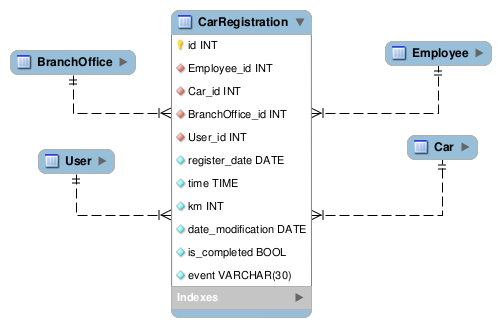 CarRegistration
id INT
Employee_id INT
Car_id INT
BranchOffice_id INT
User_id INT
register_date DATE
time TIME
km INT
date_modification DATE
is_completed BOOL
event VARCHAR(30)
Indexes
BranchOffice
User
Employee
Car